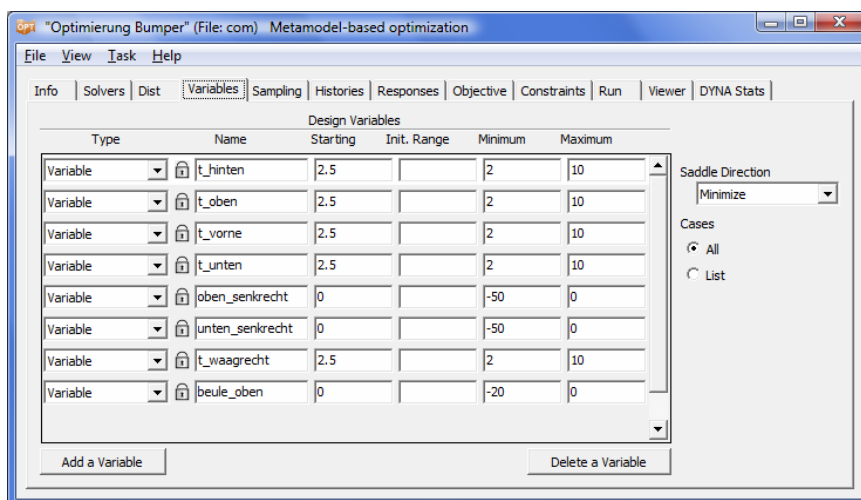 OPT "Optimierung Bumper" (File: com) Metamodel-based optimization
File View Task Help
Info Solvers Dist Variables Sampling Histories Responses Objective Constraints Run Viewer DYNA Stats
Design Variables
Type Name Starting Init. Range Minimum Maximum
Variable t_hinten 2.5 2 10
Variable t_oben 2.5 2 10
Variable t_vorne 2.5 2 10
Variable t_unten 2.5 2 10
Variable oben_senkrecht 0 -50 0
Variable unten_senkrecht 0 -50 0
Variable t_waagrecht 2.5 2 10
Variable beule_oben 0 -20 0
Saddle Direction
Minimize
Cases
All
List
Add a Variable Delete a Variable